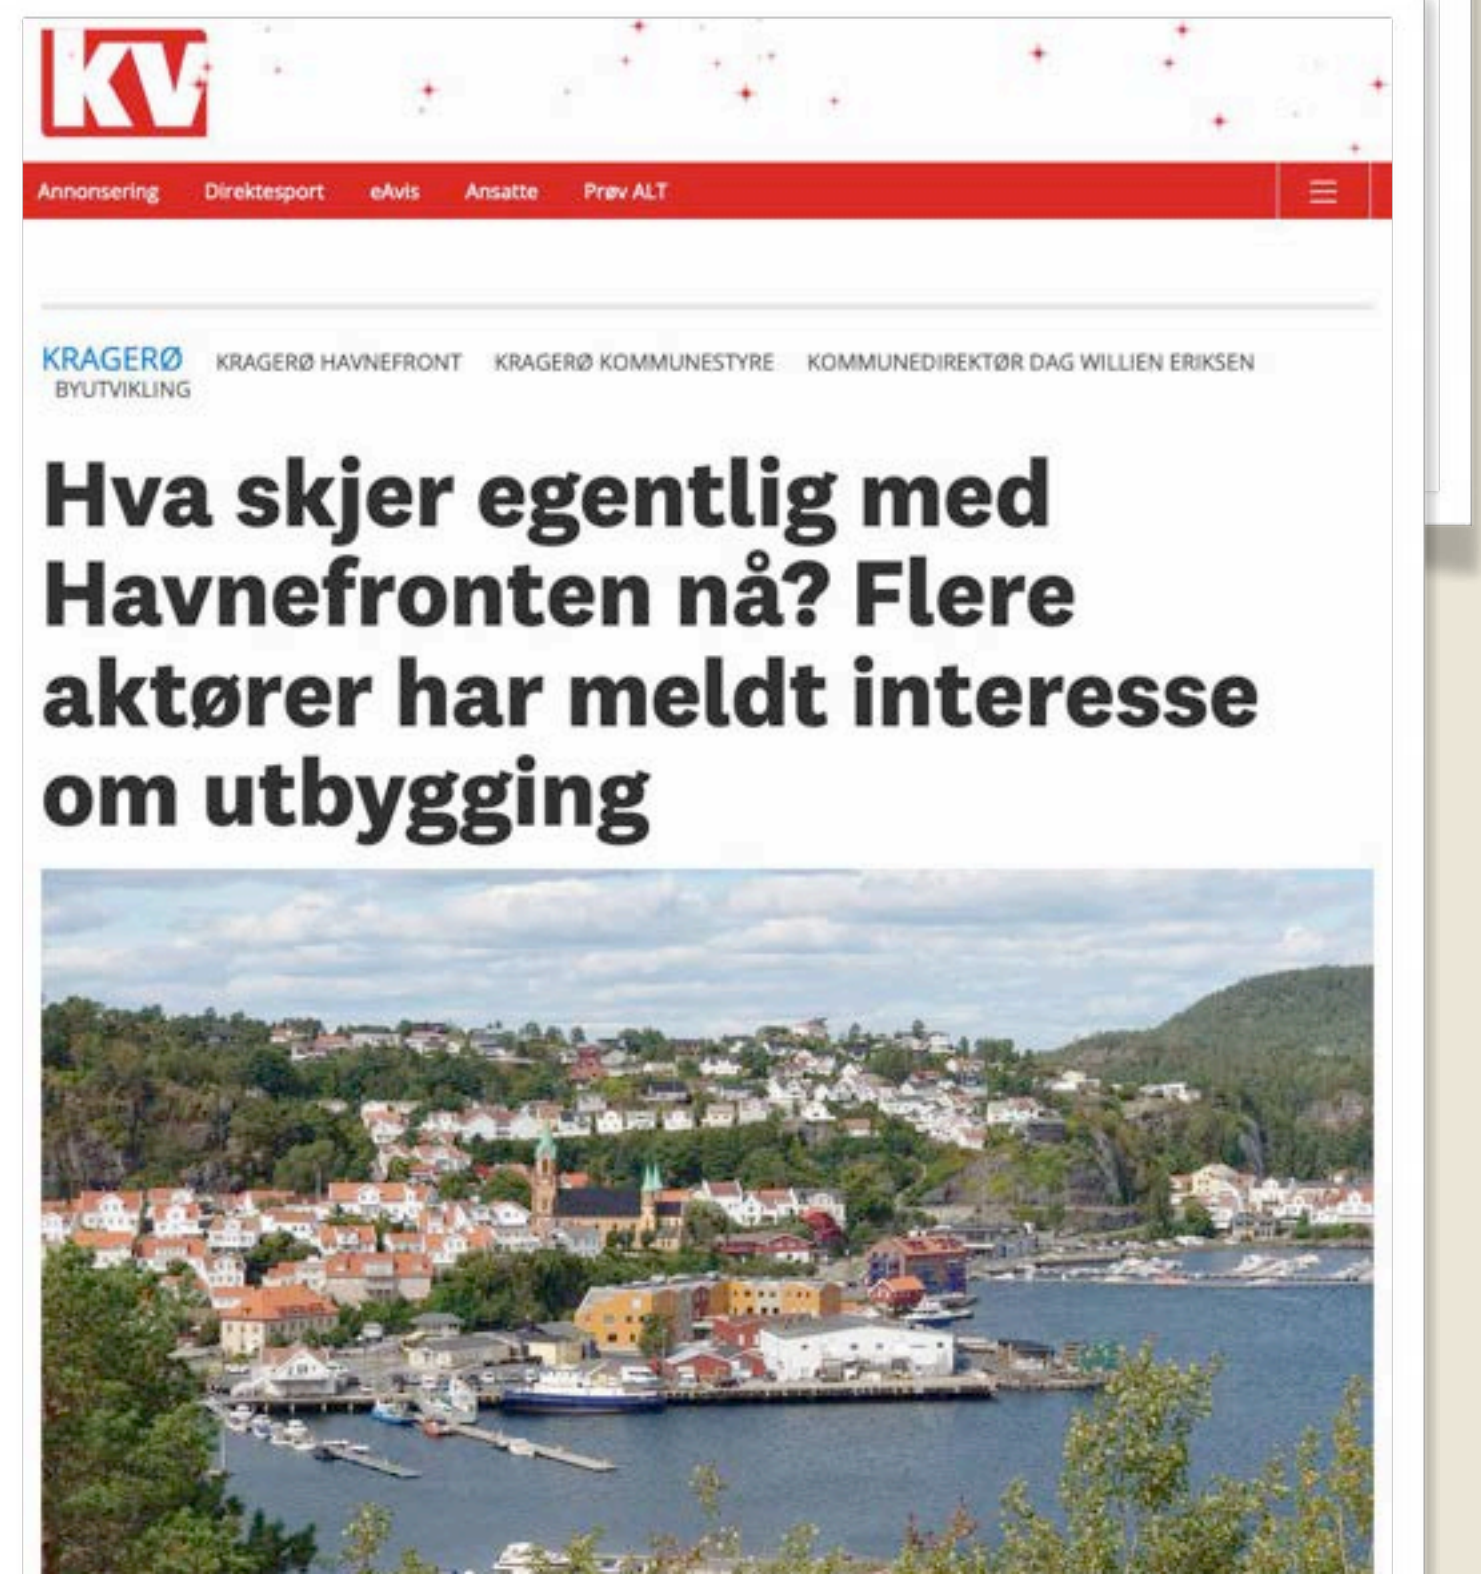 KV
Annonsering Direktesport eAvis Ansatte Prøv ALT
KRAGERØ KRAGERØ HAVNEFRONT KRAGERØ KOMMUNESTYRE KOMMUNEDIREKTØR DAG WILLIEN ERIKSEN
BYUTVIKLING
Hva skjer egentlig med
Havnefronten nå? Flere
aktører har meldt interesse
om utbygging